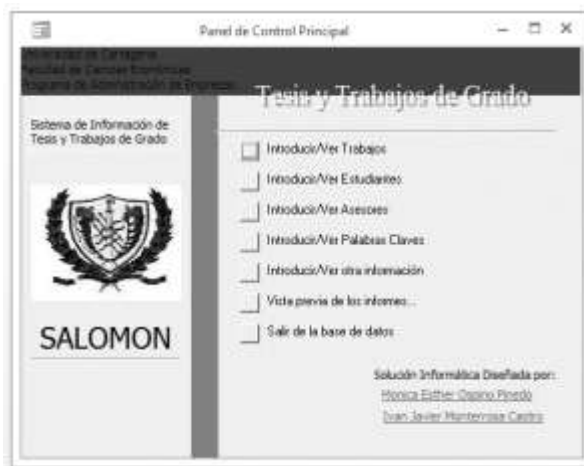 Panel de Control Principal
Universidad de Cartagena
Facultad de Ciencias Económicas
Programa de Administración de Empresas
Tesis y Trabajos de Grado
Sistema de Información de
Tesis y Trabajos de Grado
Introducir/Ver Trabajos
Introducir/Ver Estudiantes
Introducir/Ver Asesores
Introducir/Ver Palabras Claves
Introducir/Ver otra información
Vista previa de los informes...
Salir de la base de datos
SALOMON
Solución Informática Diseñada por:
Monica Esther Ospino Pinedo
Ivan Javier Monterrosa Castro